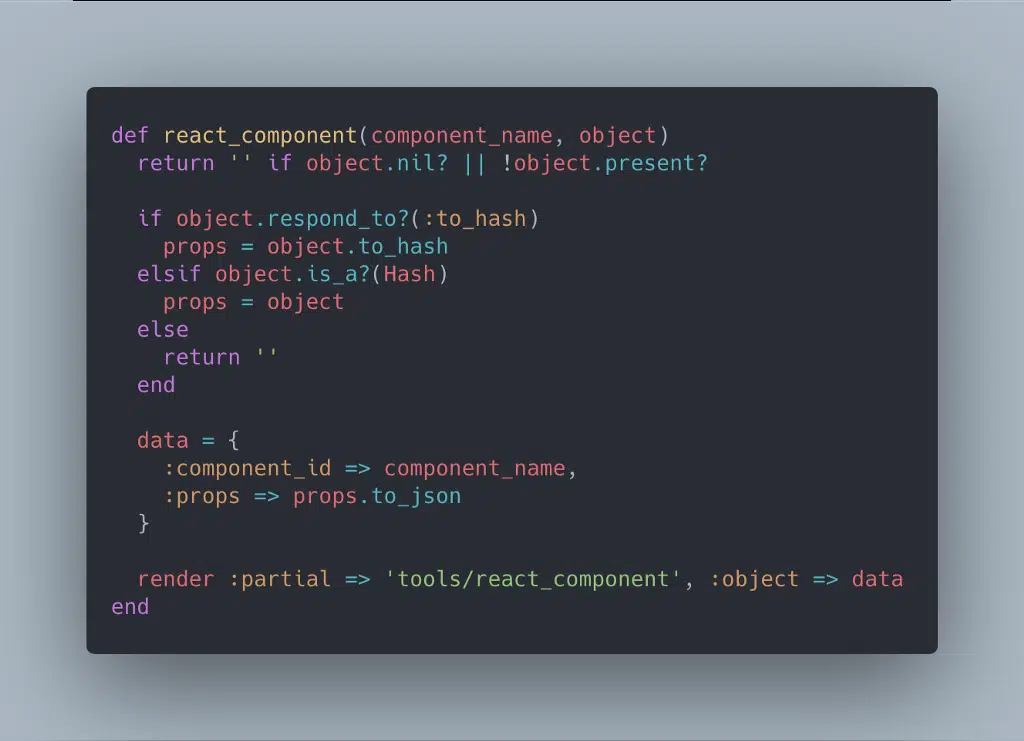 def react_component(component_name, object)
  return '' if object.nil? || !object.present?

  if object.respond_to?(:to_hash)
    props = object.to_hash
  elsif object.is_a?(Hash)
    props = object
  else
    return ''
  end

  data = {
    :component_id => component_name,
    :props => props.to_json
  }

  render :partial => 'tools/react_component', :object => data
end